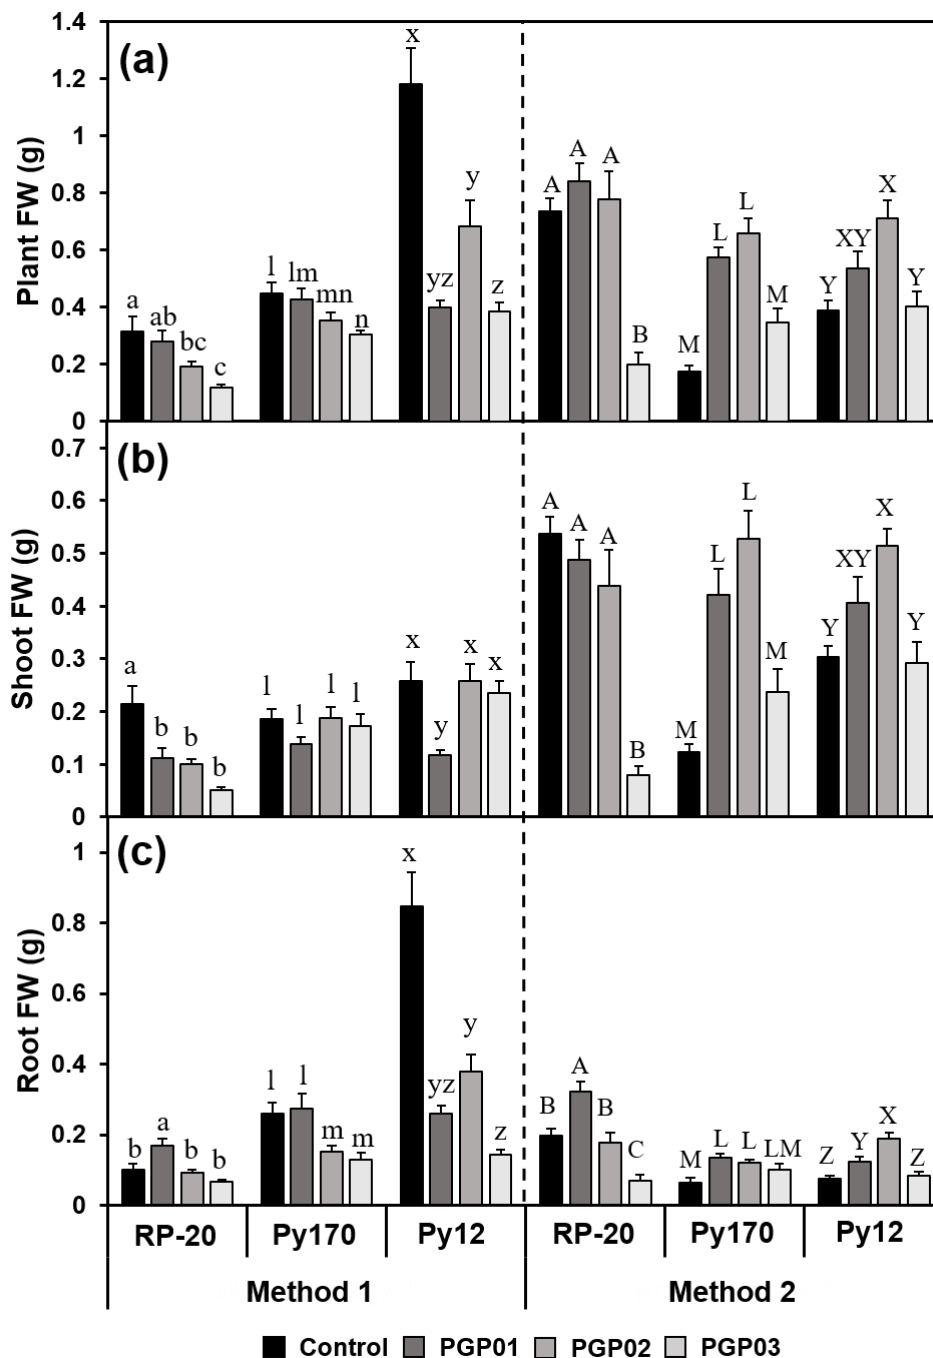 1.4
(a)
x
1.2
1
Plant FW (g)
0.8
y
A
A
A
X
0.6
L
L
XY
l
lm
yz
z
Y
Y
0.4
a
ab
mn
n
M
B
bc
M
0.2
c
0
0.7
(b)
0.6
Shoot FW (g)
A
A
A
L
X
0.5
L
XY
0.4
Y
Y
0.3
a
l
l
l
l
x
x
x
M
0.2
b
b
b
y
M
B
0.1
0
(c)
x
1
0.8
Root FW (g)
0.6
y
0.4
l
l
yz
A
0.2
b
a
b
b
m
m
z
B
B
C
M
L
L
LM
Z
Y
X
Z
0
RP-20 Py170 Py12 RP-20 Py170 Py12
Method 1 Method 2
Control PGP01 PGP02 PGP03